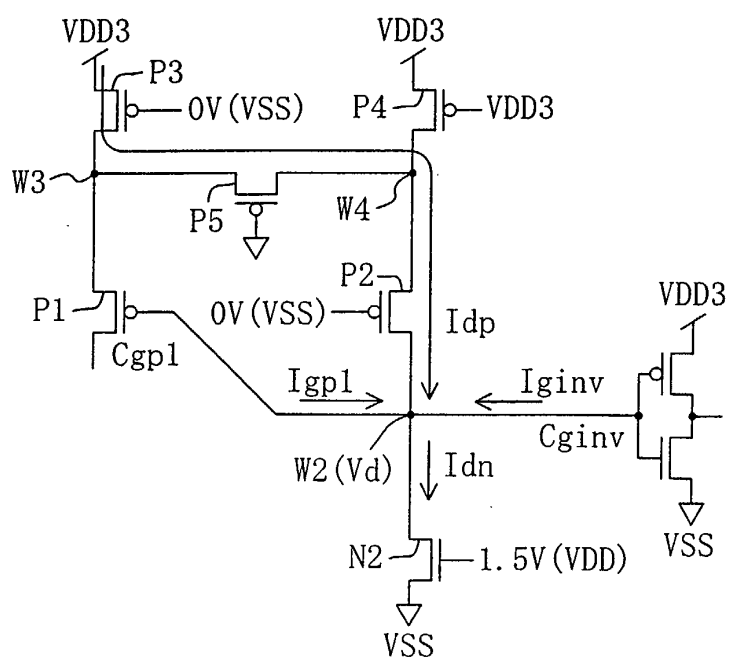 VDD3
VDD3
P3
0V(VSS)
P4
VDD3
W3
P5
W4
P2
VDD3
P1
0V(VSS)
Cgp1
Idp
Igp1
Iginv
Cginv
W2(Vd)
Idn
VSS
N2
1.5V(VDD)
VSS